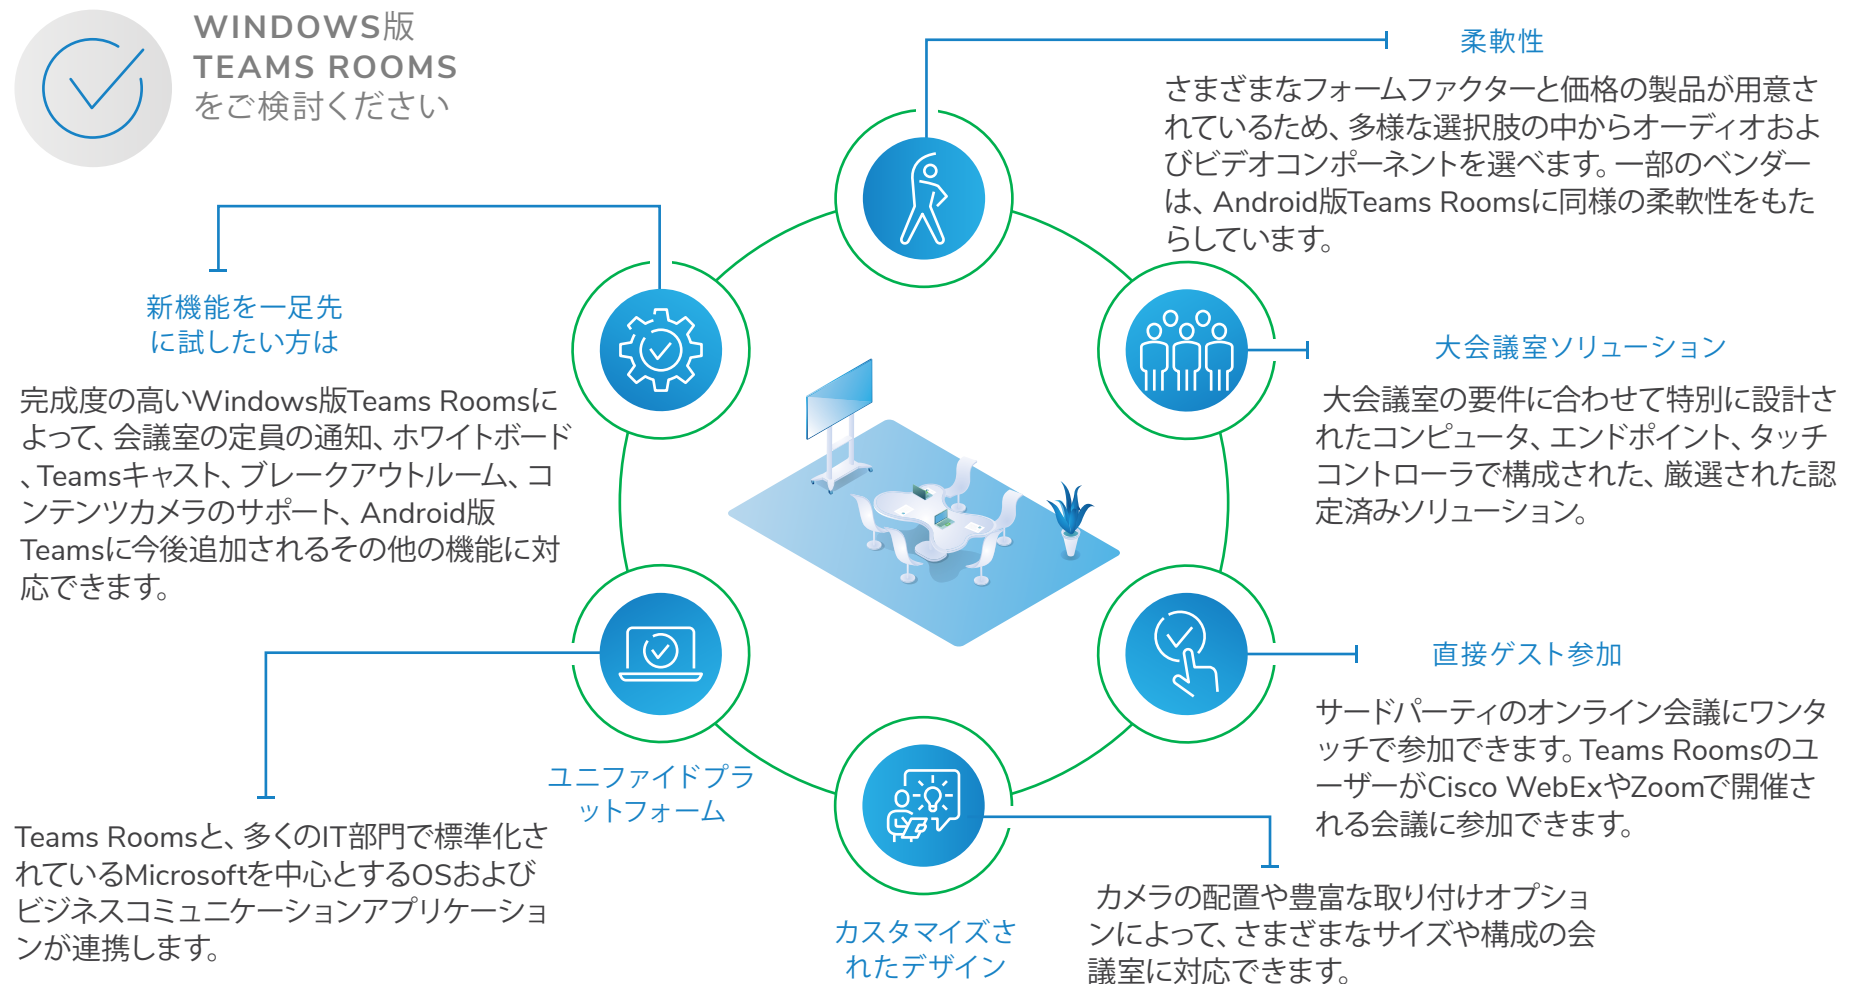 WINDOWS版
TEAMS ROOMS
をご検討ください
柔軟性
さまざまなフォームファクターと価格の製品が用意さ
れているため、多様な選択肢の中からオーディオおよ
びビデオコンポーネントを選べます。一部のベンダー
は、Android版Teams Roomsに同様の柔軟性をもた
らしています。
新機能を一足先
に試したい方は
完成度の高いWindows版Teams Roomsに
よって、会議室の定員の通知、ホワイトボード
、Teamsキャスト、ブレークアウトルーム、コ
ンテンツカメラのサポート、Android版
Teamsに今後追加されるその他の機能に対
応できます。
大会議室ソリューション
大会議室の要件に合わせて特別に設計さ
れたコンピュータ、エンドポイント、タッチ
コントローラで構成された、厳選された認
定済みソリューション。
直接ゲスト参加
サードパーティのオンライン会議にワンタ
ッチで参加できます。Teams Roomsのユ
ーザーがCisco WebExやZoomで開催さ
れる会議に参加できます。
ユニファイドプラ
ットフォーム
Teams Roomsと、多くのIT部門で標準化さ
れているMicrosoftを中心とするOSおよび
ビジネスコミュニケーションアプリケーショ
ンが連携します。
カスタマイズさ
れたデザイン
カメラの配置や豊富な取り付けオプショ
ンによって、さまざまなサイズや構成の会
議室に対応できます。